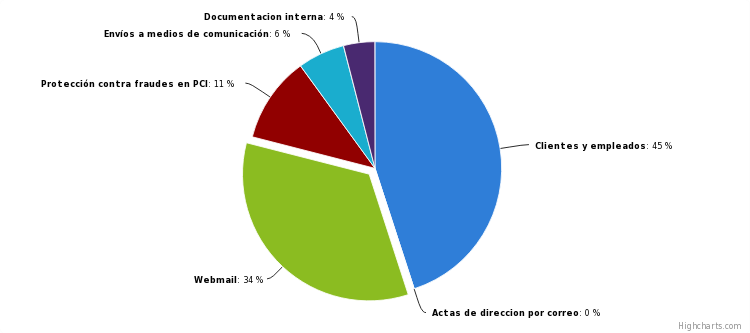 Documentacion interna: 4 %
Envíos a medios de comunicación: 6 %
Protección contra fraudes en PCI: 11 %
Clientes y empleados: 45 %
Webmail: 34 %
Actas de direccion por correo: 0 %
Highcharts.com